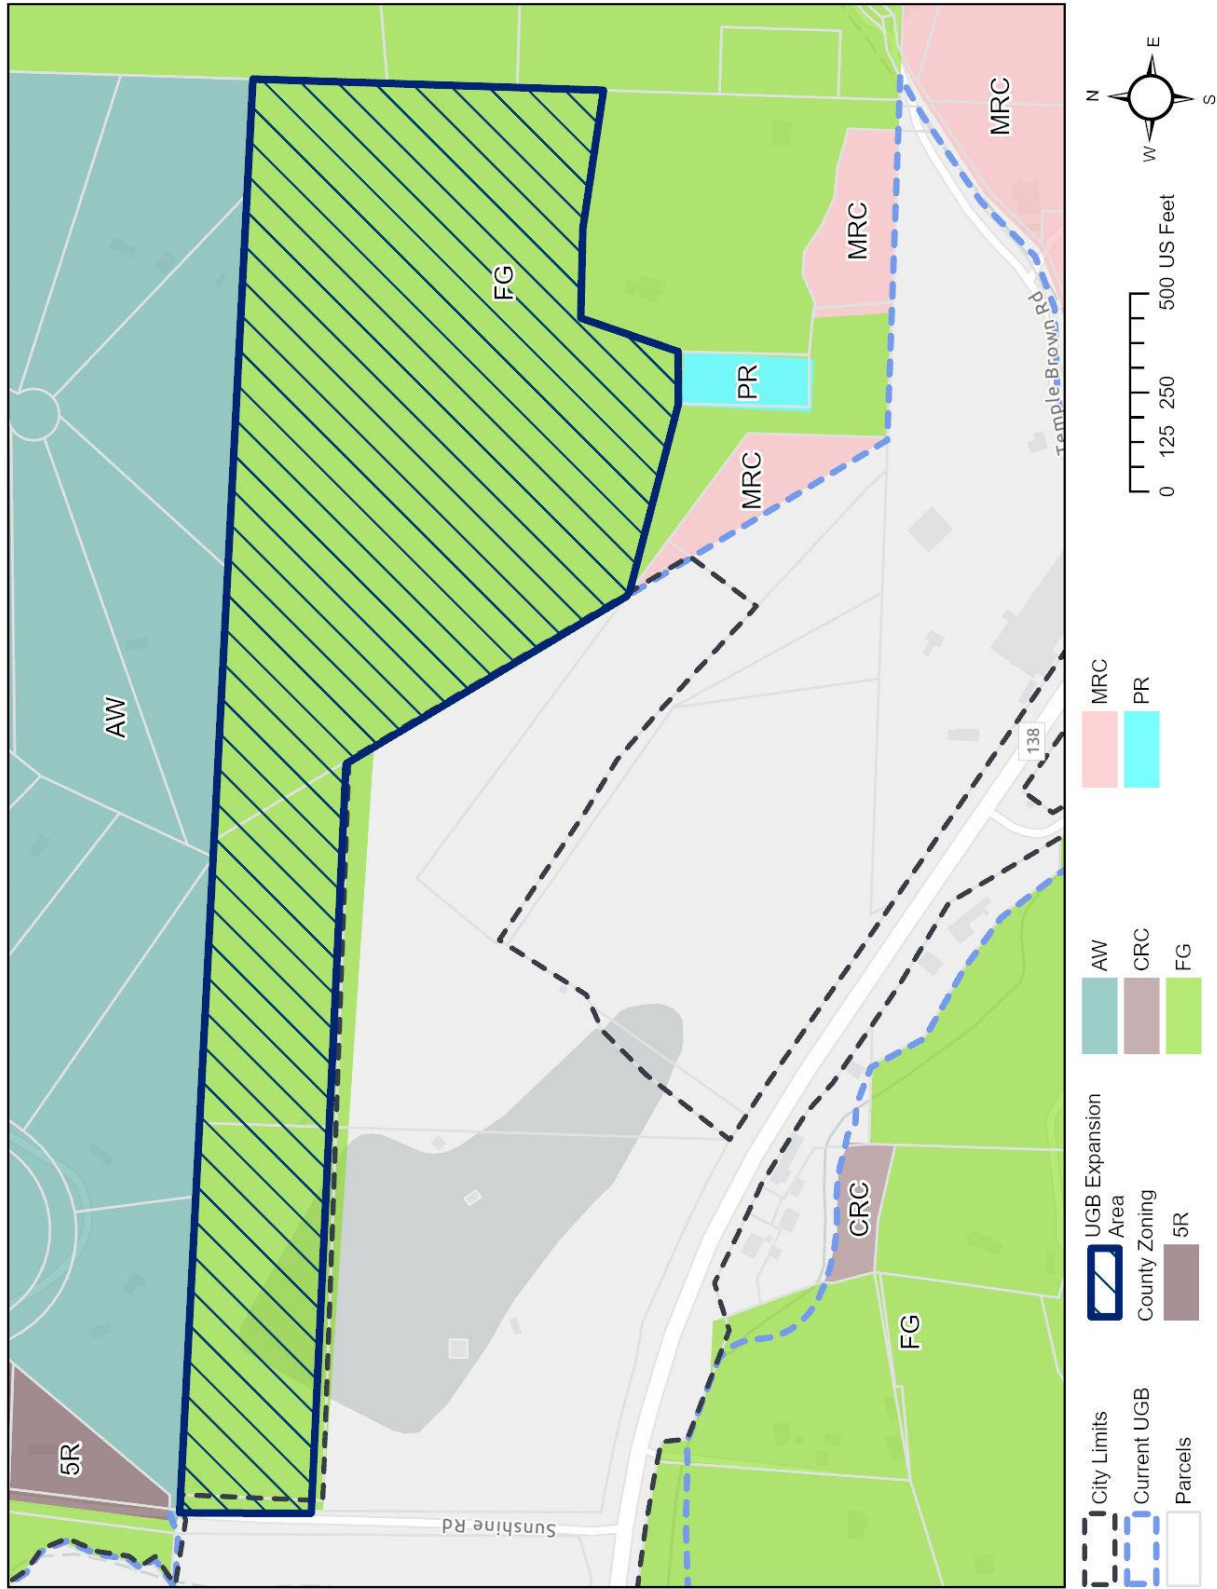 5R
AW
FG
MRC
MRC
MRC
PR
CRC
FG
Sunshine Rd
138
Temple Brown Rd
City Limits
Current UGB
Parcels
UGB Expansion
Area
County Zoning
5R
AW
CRC
FG
MRC
PR
0 125 250 500 US Feet
N
W
E
S